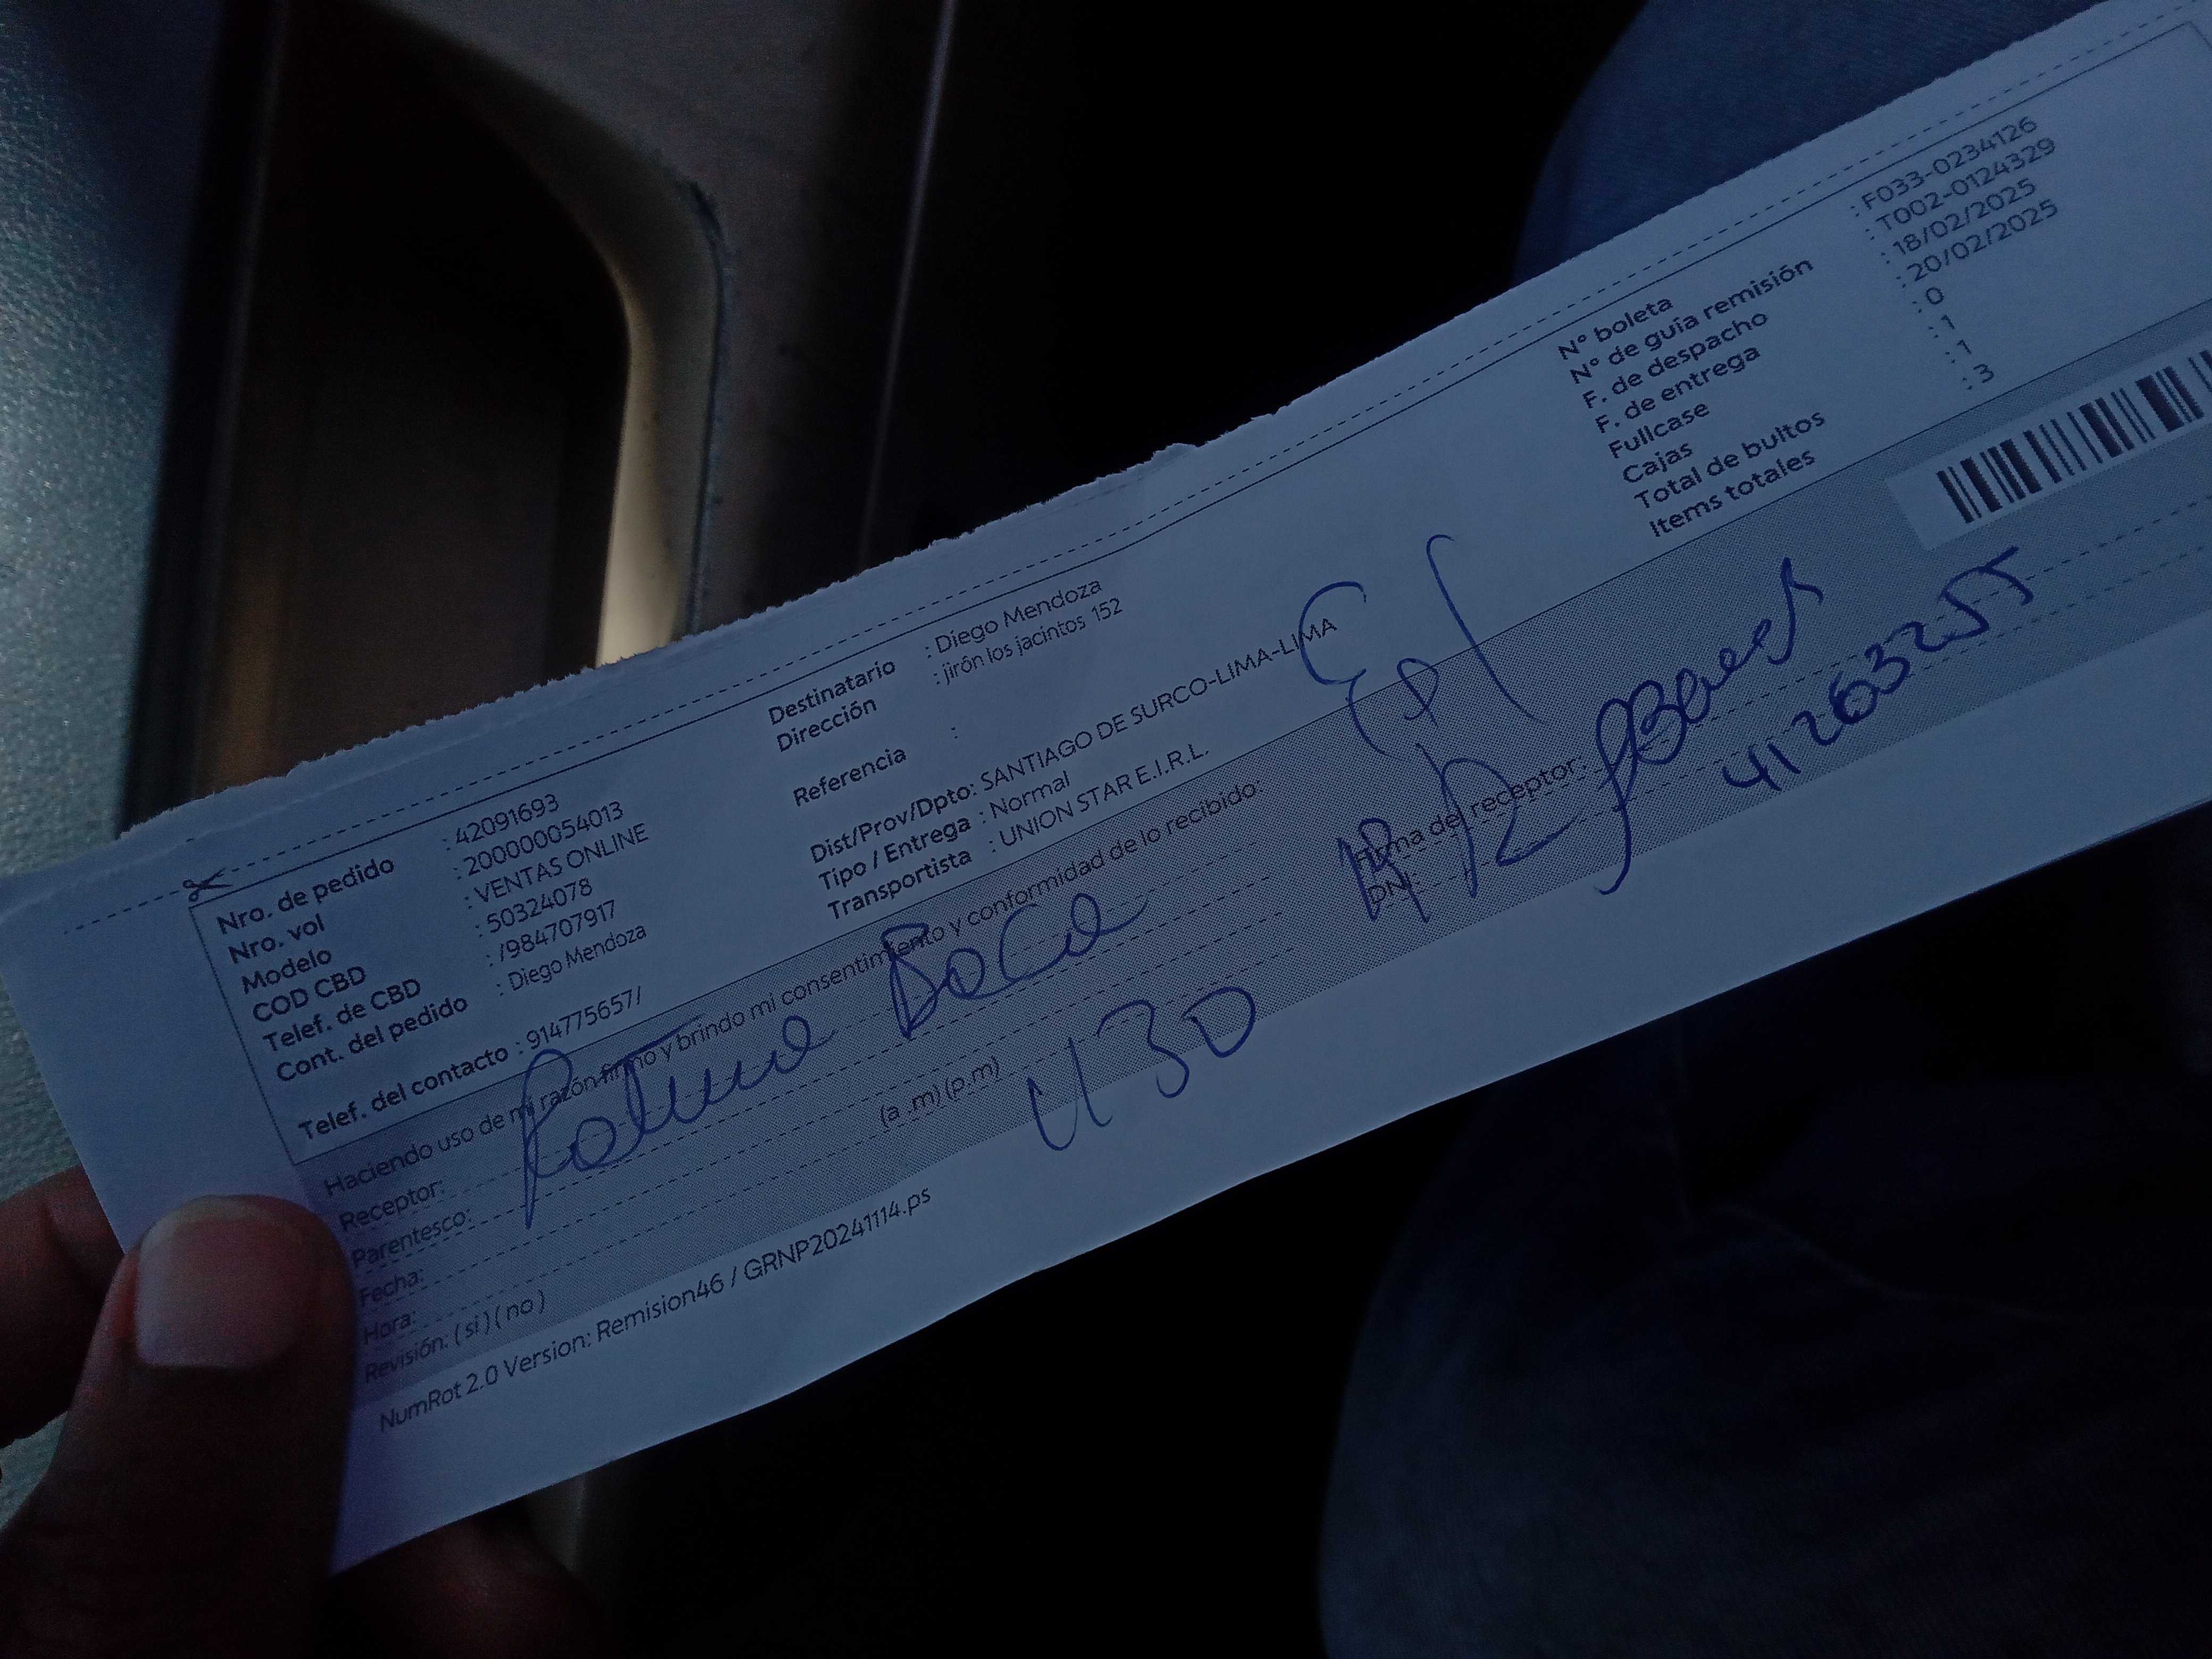 Nro. de pedido : 42091693
Nro. vol : 200000054013
Modelo : VENTAS ONLINE
COD CBD : 50324078
Telef. de CBD : /984707917
Cont. del pedido : Diego Mendoza
Telef. del contacto : 914775657/
Destinatario : Diego Mendoza
Dirección : jirón los jacintos 152
Referencia :
Dist/Prov/Dpto: SANTIAGO DE SURCO-LIMA-LIMA
Tipo / Entrega : Normal
Transportista : UNION STAR E.I.R.L.
N° boleta : F033-0234126
N° de guía remisión : T002-0124329
F. de despacho : 18/02/2025
F. de entrega : 20/02/2025
Fullcase : 0
Cajas : 1
Total de bultos : 1
Items totales : 3
Haciendo uso de mi razón firmo y brindo mi consentimiento y conformidad de lo recibido:
Receptor:
Parentesco:
Fecha:
Hora: (a .m) (p.m)
Revisión: ( si ) ( no )
1130
Firma del receptor:
DNI:
41263255
NumRot 2.0 Version: Remision46 / GRNP20241114.ps